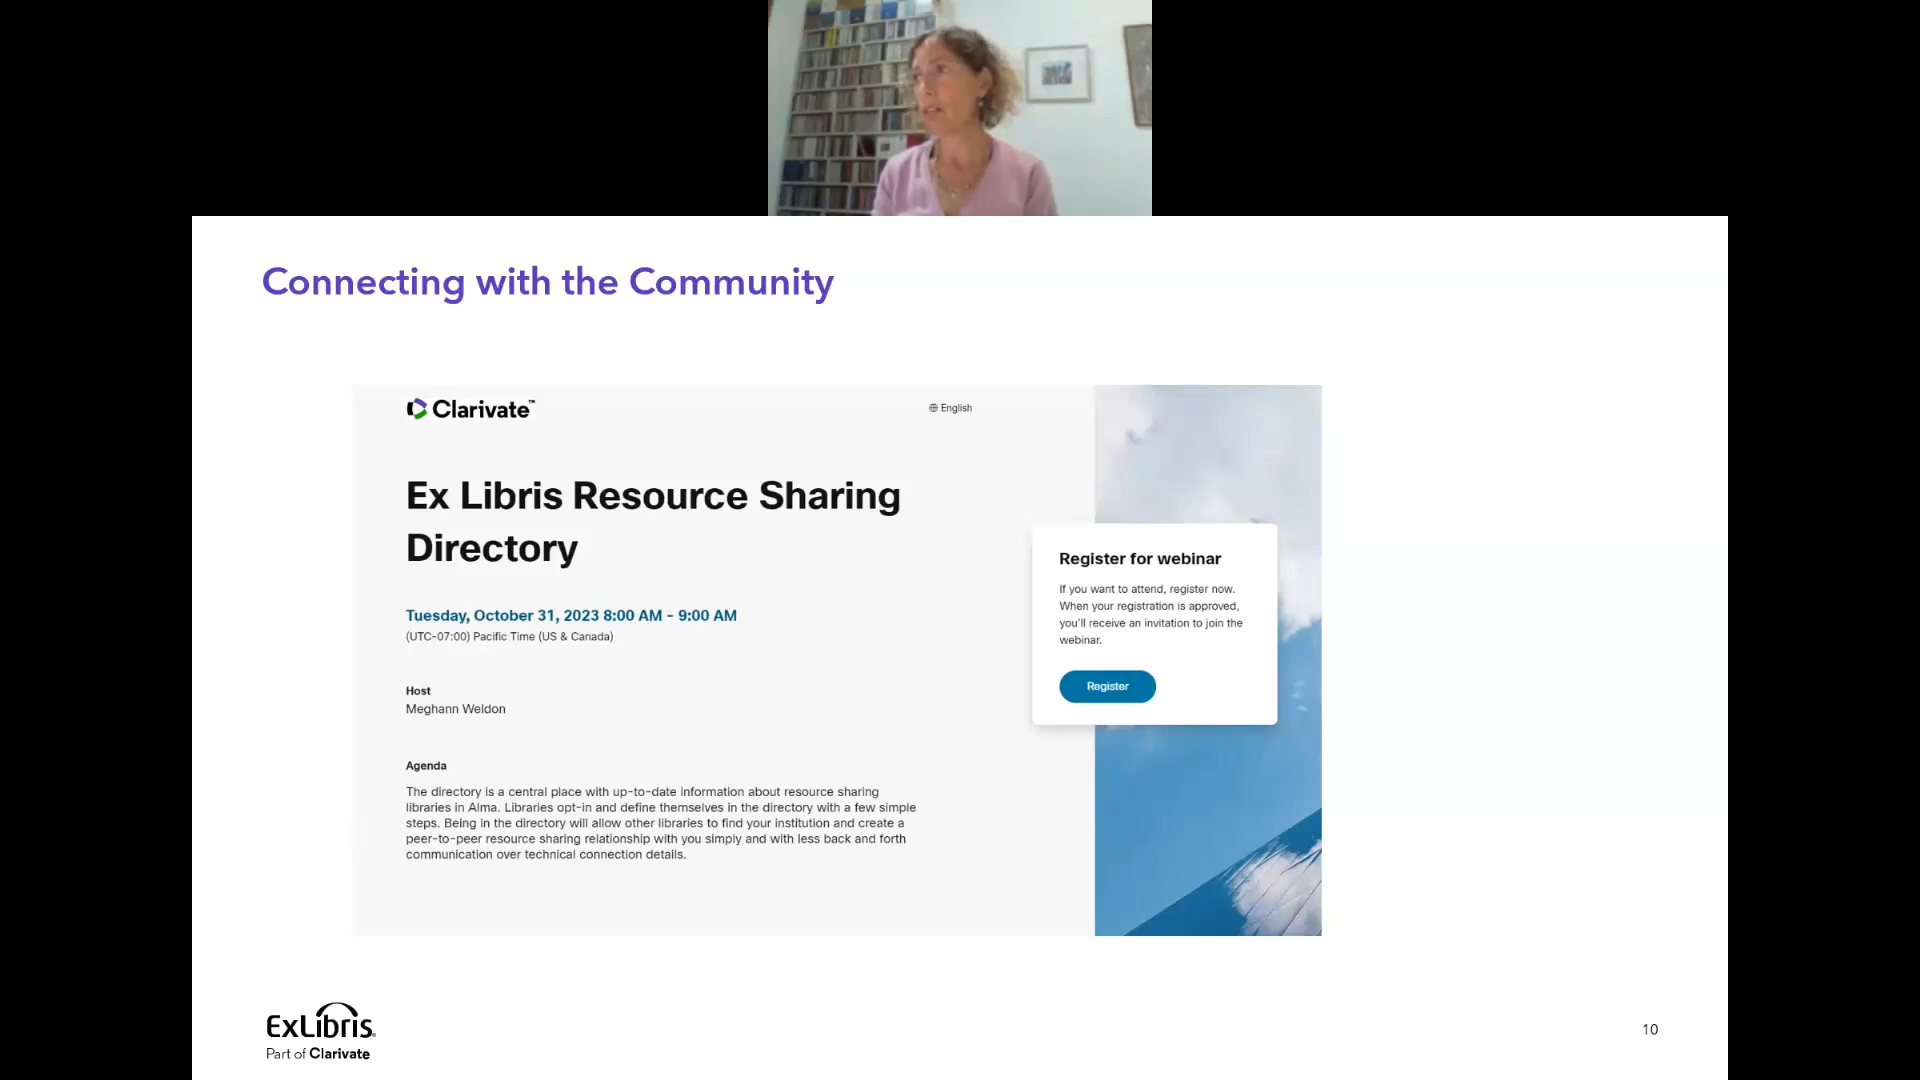 Connecting with the Community
Clarivate™
English
Ex Libris Resource Sharing
Directory
Tuesday, October 31, 2023 8:00 AM - 9:00 AM
(UTC-07:00) Pacific Time (US & Canada)
Host
Meghann Weldon
Agenda
The directory is a central place with up-to-date information about resource sharing
libraries in Alma. Libraries opt-in and define themselves in the directory with a few simple
steps. Being in the directory will allow other libraries to find your institution and create a
peer-to-peer resource sharing relationship with you simply and with less back and forth
communication over technical connection details.
Register for webinar
If you want to attend, register now.
When your registration is approved,
you'll receive an invitation to join the
webinar.
Register
ExLibris
Part of Clarivate
10